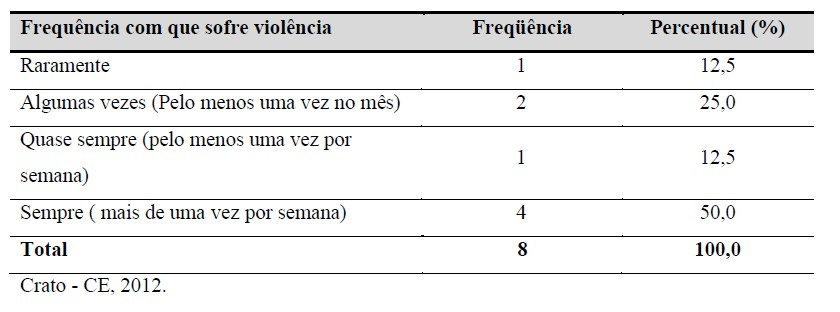 Frequência com que sofre violência Freqüência Percentual (%)
Raramente 1 12,5
Algumas vezes (Pelo menos uma vez no mês) 2 25,0
Quase sempre (pelo menos uma vez por
semana) 1 12,5
Sempre ( mais de uma vez por semana) 4 50,0
Total 8 100,0
Crato - CE, 2012.